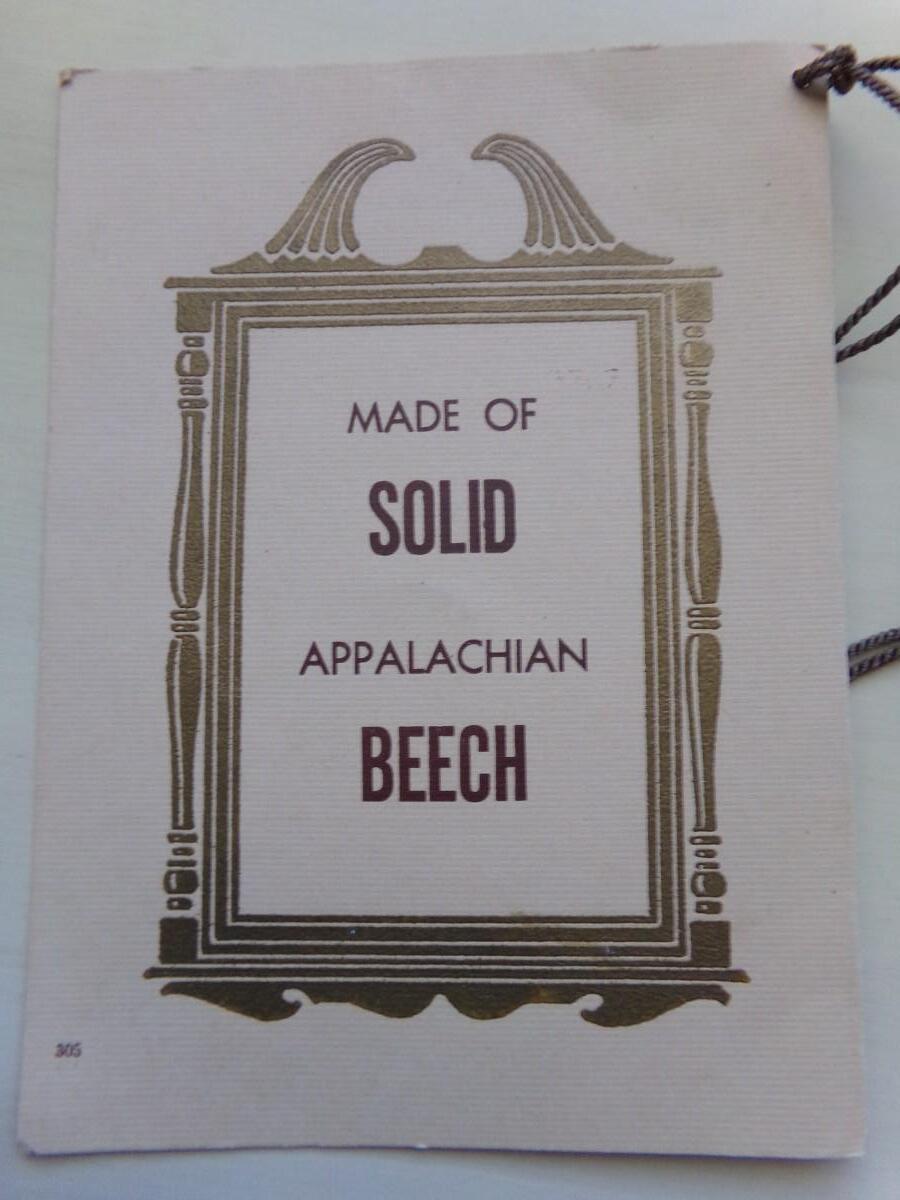 MADE OF
SOLID
APPALACHIAN
BEECH
305